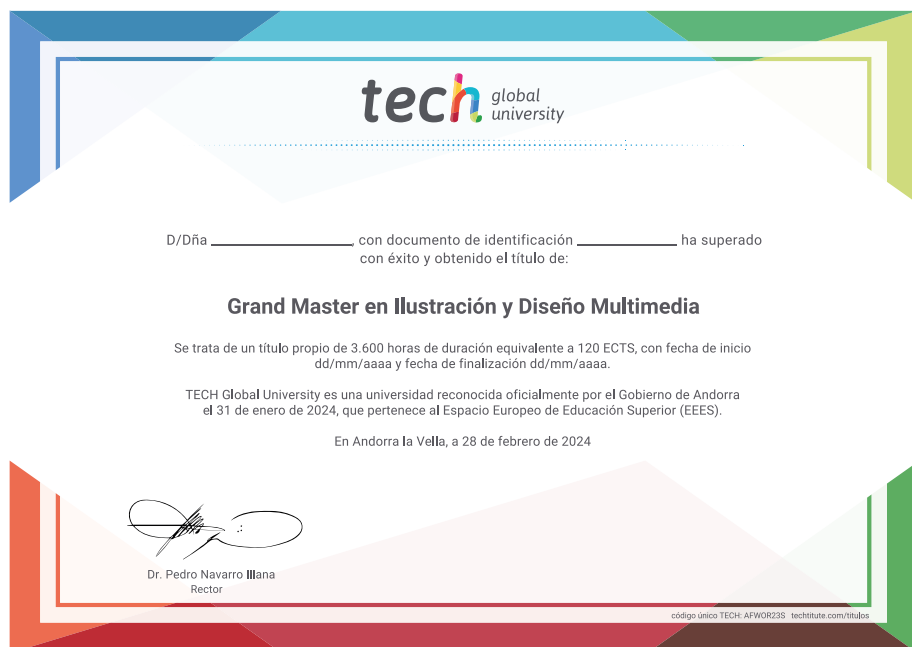 tech global
university
D/Dña ____________________, con documento de identificación ______________ ha superado
con éxito y obtenido el título de:
Grand Master en Ilustración y Diseño Multimedia
Se trata de un título propio de 3.600 horas de duración equivalente a 120 ECTS, con fecha de inicio
dd/mm/aaaa y fecha de finalización dd/mm/aaaa.
TECH Global University es una universidad reconocida oficialmente por el Gobierno de Andorra
el 31 de enero de 2024, que pertenece al Espacio Europeo de Educación Superior (EEES).
En Andorra la Vella, a 28 de febrero de 2024
Dr. Pedro Navarro Illana
Rector
código único TECH: AFWOR23S techtitute.com/titulos